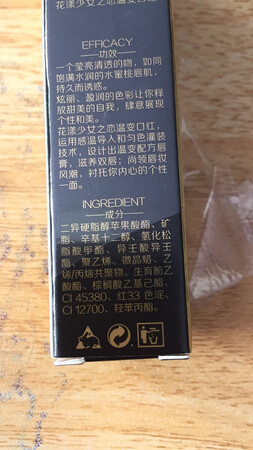 花漾少女之恋温变口红
EFFICACY
功效
一个莹亮清透的物，如同
饱满水润的水蜜桃唇肌，
持久而诱惑。
炫丽、盈润的色彩让你释
放甜美的自我，肆意展现
个性和美。
花漾少女之恋温变口红，
运用感温导入和匀色灌装
技术，设计出温变配方唇
膏，滋养双唇；尚领唇妆
风潮，衬托你内心的个性
一面。
INGREDIENT
成分
二异硬脂醇苹果酸酯、矿
脂、辛基十二醇、氢化松
脂酸甲酯、异壬酸异壬
酯、聚乙烯、微晶蜡、乙
烯/丙烯共聚物、生育酚乙
酸酯、棕榈酸乙基己酯、
CI 45380、红33 色淀、
CI 12700、羟苯丙酯。